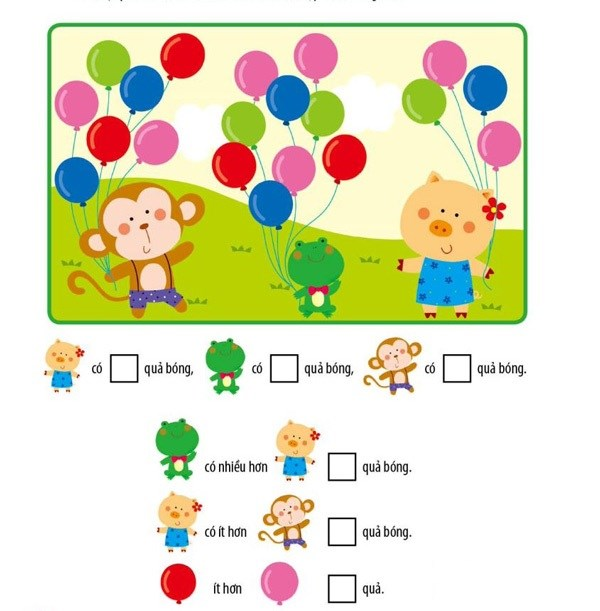 có quả bóng, có quả bóng, có quả bóng.
có nhiều hơn quả bóng.
có ít hơn quả bóng.
ít hơn quả.